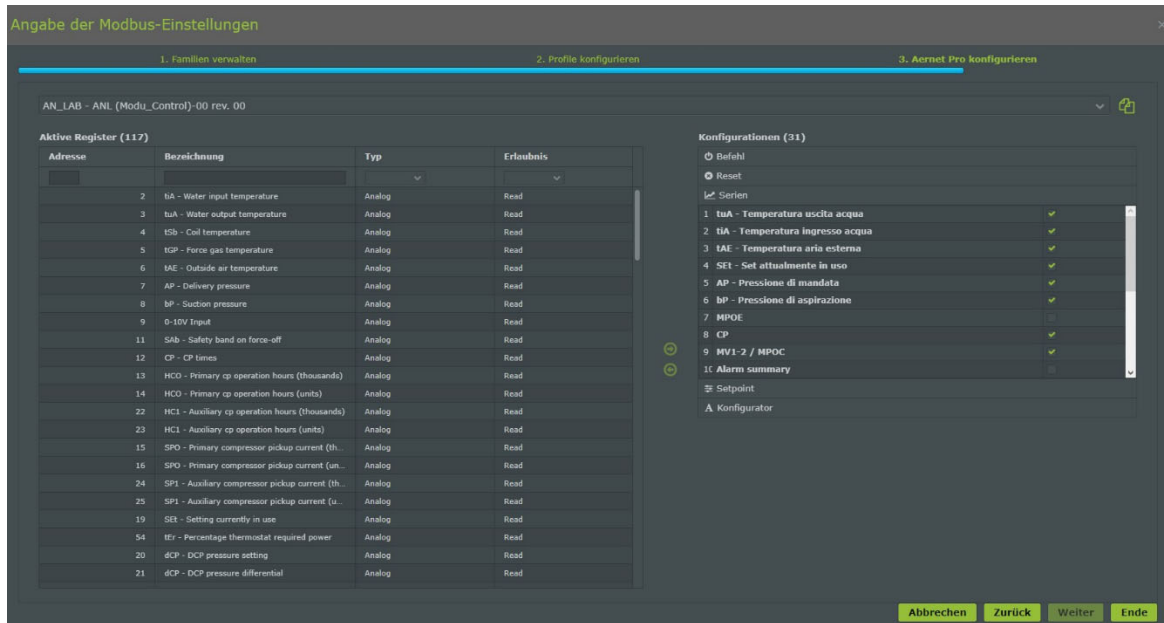 Angabe der Modbus-Einstellungen
1. Familien verwalten
2. Profile konfigurieren
3. Aernet Pro konfigurieren
AN_LAB - ANL (Modu_Control)-00 rev. 00
Aktive Register (117)
Adresse Bezeichnung Typ Erlaubnis
2 tiA - Water input temperature Analog Read
3 tuA - Water output temperature Analog Read
4 tSb - Coil temperature Analog Read
5 tGP - Force gas temperature Analog Read
6 tAE - Outside air temperature Analog Read
7 AP - Delivery pressure Analog Read
8 bP - Suction pressure Analog Read
9 0-10V Input Analog Read
11 SAb - Safety band on force-off Analog Read
12 CP - CP times Analog Read
13 HCO - Primary cp operation hours (thousands) Analog Read
14 HCO - Primary cp operation hours (units) Analog Read
22 HC1 - Auxiliary cp operation hours (thousands) Analog Read
23 HC1 - Auxiliary cp operation hours (units) Analog Read
15 SPO - Primary compressor pickup current (th... Analog Read
16 SPO - Primary compressor pickup current (un... Analog Read
24 SP1 - Auxiliary compressor pickup current (th... Analog Read
25 SP1 - Auxiliary compressor pickup current (u... Analog Read
19 SEt - Setting currently in use Analog Read
54 tEr - Percentage thermostat required power Analog Read
20 dCP - DCP pressure setting Analog Read
21 dCP - DCP pressure differential Analog Read
Konfigurationen (31)
Befehl
Reset
Serien
1 tuA - Temperatura uscita acqua
2 tiA - Temperatura ingresso acqua
3 tAE - Temperatura aria esterna
4 SEt - Set attualmente in uso
5 AP - Pressione di mandata
6 bP - Pressione di aspirazione
7 MPOE
8 CP
9 MV1-2 / MPOC
Alarm summary
Setpoint
Konfigurator
Abbrechen Zurück Weiter Ende